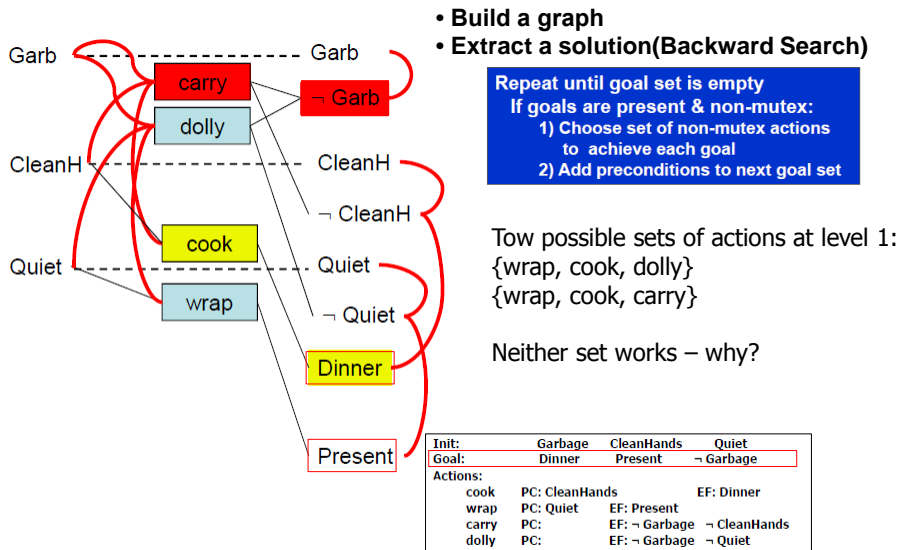 • Build a graph
• Extract a solution(Backward Search)
Garb
Garb
carry
¬ Garb
dolly
CleanH
CleanH
¬ CleanH
cook
Quiet
Quiet
wrap
¬ Quiet
Dinner
Present
Repeat until goal set is empty
If goals are present & non-mutex:
1) Choose set of non-mutex actions
to achieve each goal
2) Add preconditions to next goal set
Tow possible sets of actions at level 1:
{wrap, cook, dolly}
{wrap, cook, carry}
Neither set works – why?
Init: Garbage CleanHands Quiet
Goal: Dinner Present ¬ Garbage
Actions:
cook PC: CleanHands EF: Dinner
wrap PC: Quiet EF: Present
carry PC: EF: ¬ Garbage ¬ CleanHands
dolly PC: EF: ¬ Garbage ¬ Quiet